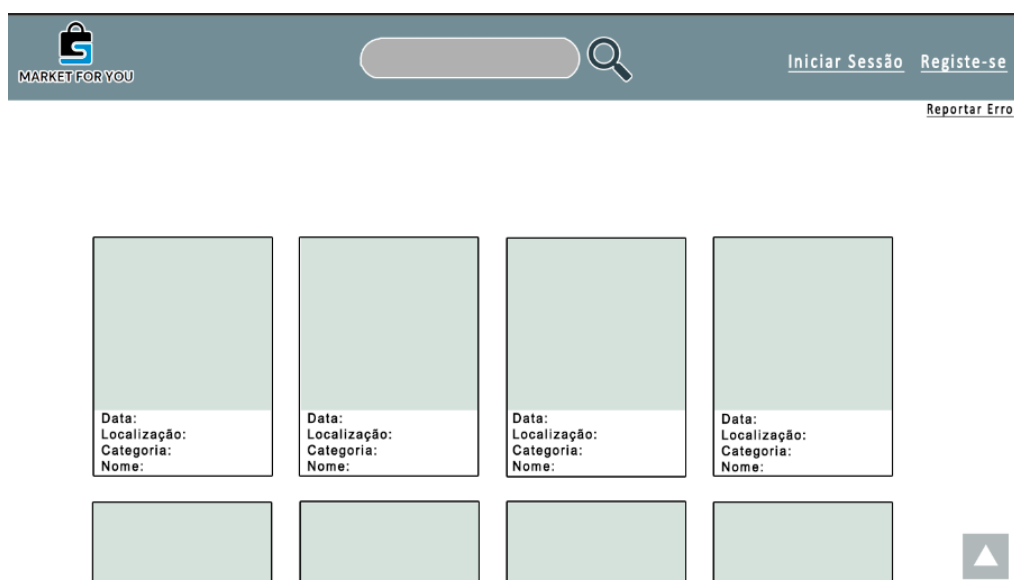 S
MARKET FOR YOU
Iniciar Sessão Registe-se
Reportar Erro
Data:
Localização:
Categoria:
Nome:
Data:
Localização:
Categoria:
Nome:
Data:
Localização:
Categoria:
Nome:
Data:
Localização:
Categoria:
Nome: